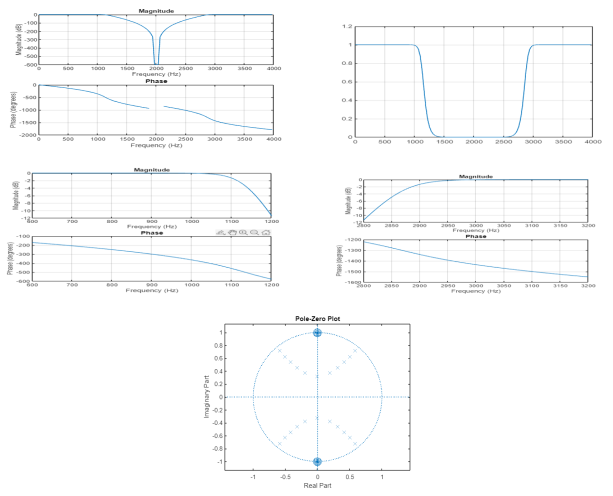 Magnitude
Magnitude (dB)
0
-100
-200
-300
-400
-500
-600
0 500 1000 1500 2000 2500 3000 3500 4000
Frequency (Hz)
Phase
Phase (degrees)
0
-500
-1000
-1500
-2000
0 500 1000 1500 2000 2500 3000 3500 4000
Frequency (Hz)
1.2
1
0.8
0.6
0.4
0.2
0
0 1000 2000 3000 4000
Magnitude
Magnitude (dB)
0
-2
-4
-6
-8
-10
600 700 800 900 1000 1100 1200
Frequency (Hz)
Phase
Phase (degrees)
-100
-200
-300
-400
-500
-600
600 700 800 900 1000 1100 1200
Frequency (Hz)
Magnitude
Magnitude (dB)
0
-2
-4
-6
-8
-10
-12
2800 2850 2900 2950 3000 3050 3100 3150 3200
Phase
Phase (degrees)
-1200
-1300
-1400
-1500
-1600
2800 2850 2900 2950 3000 3050 3100 3150 3200
Frequency (Hz)
Pole-Zero Plot
Imaginary Part
1
0.8
0.6
0.4
0.2
0
-0.2
-0.4
-0.6
-0.8
-1
-1 -0.5 0 0.5 1
Real Part